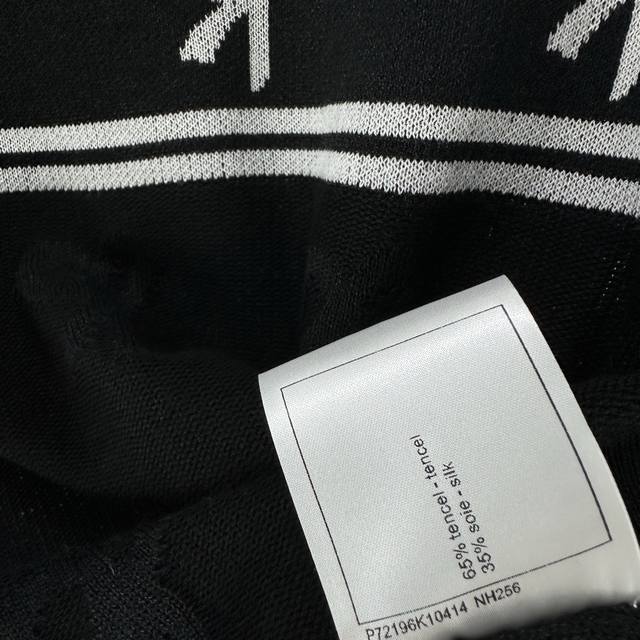 65% tencel - tencel
35% soie - silk
P72196K10414 NH256